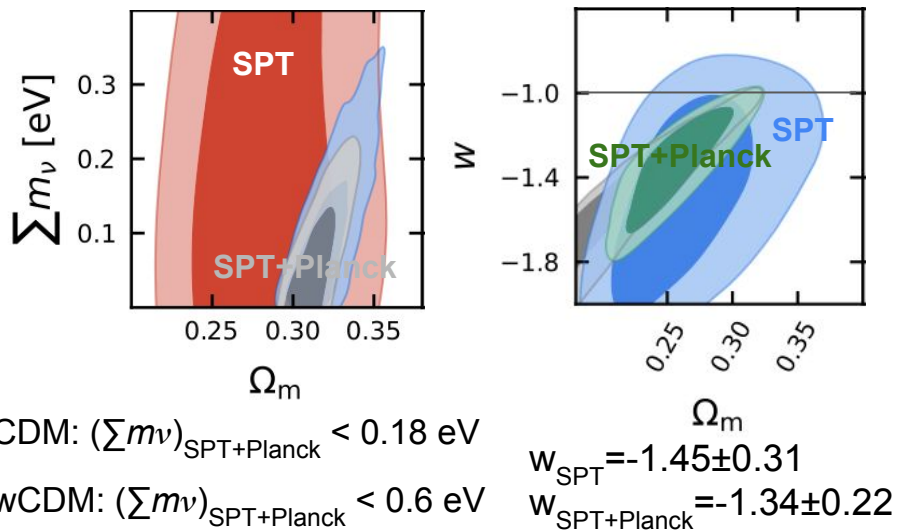 ∑ mν [eV]
0.3
0.2
0.1
SPT
SPT+Planck
0.25 0.30 0.35
Ωm
w
−1.0
−1.4
−1.8
SPT
SPT+Planck
0.25 0.30 0.35
Ωm
CDM: (∑mν)SPT+Planck < 0.18 eV
wCDM: (∑mν)SPT+Planck < 0.6 eV
wSPT=-1.45±0.31
wSPT+Planck=-1.34±0.22